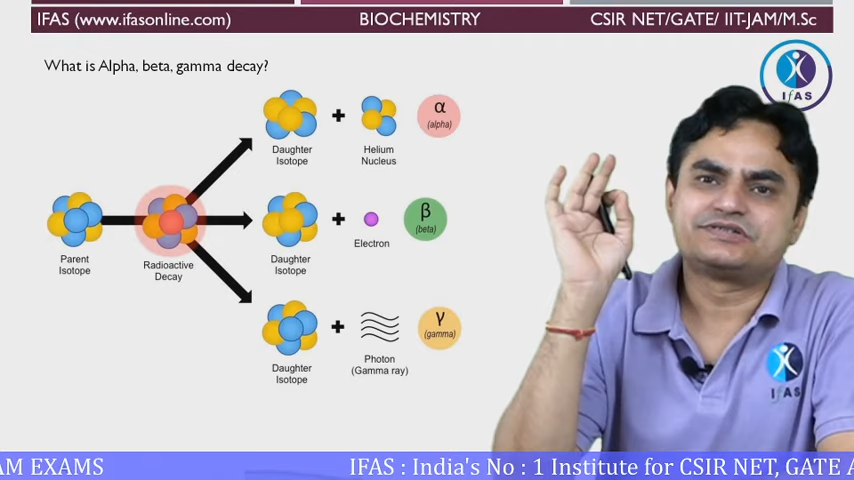 IFAS (www.ifasonline.com) BIOCHEMISTRY CSIR NET/GATE/ IIT-JAM/M.Sc
What is Alpha, beta, gamma decay?
IFAS
Daughter
Isotope
+
Helium
Nucleus
α
(alpha)
Parent
Isotope
Radioactive
Decay
Daughter
Isotope
+
Electron
β
(beta)
Daughter
Isotope
+
Photon
(Gamma ray)
γ
(gamma)
IFAS
AM EXAMS IFAS : India's No : 1 Institute for CSIR NET, GATE A